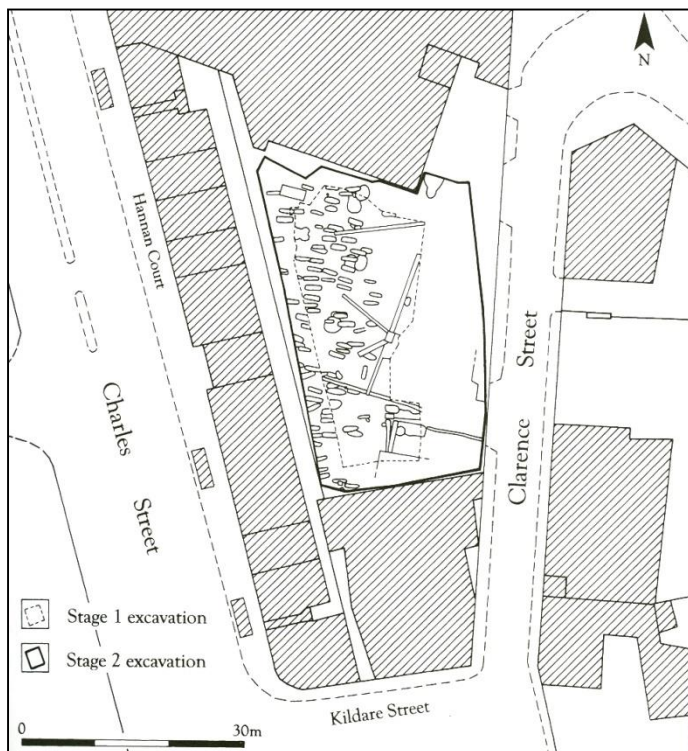 N
Hannan Court
Charles Street
Clarence Street
Stage 1 excavation
Stage 2 excavation
0 30m
Kildare Street